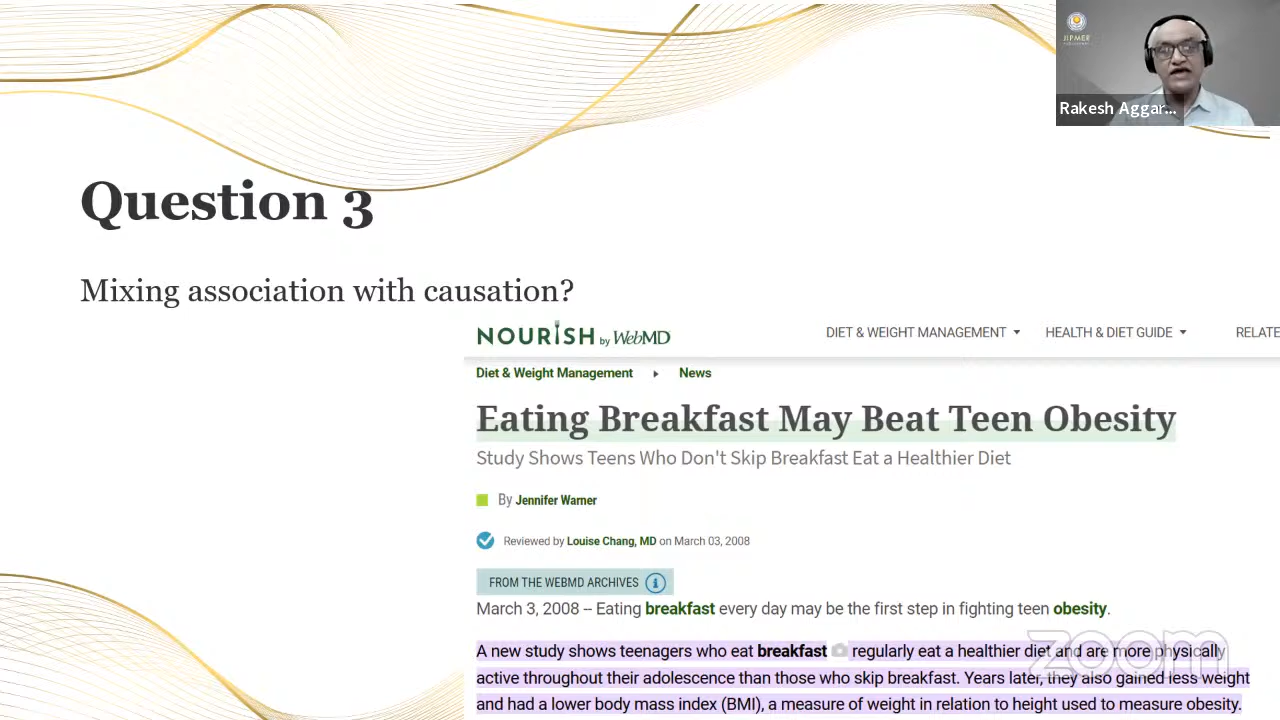 JIPMER
Rakesh Aggar...
Question 3
Mixing association with causation?
NOURISH by WebMD
DIET & WEIGHT MANAGEMENT
HEALTH & DIET GUIDE
RELATE
Diet & Weight Management
News
Eating Breakfast May Beat Teen Obesity
Study Shows Teens Who Don't Skip Breakfast Eat a Healthier Diet
By Jennifer Warner
Reviewed by Louise Chang, MD on March 03, 2008
FROM THE WEBMD ARCHIVES
March 3, 2008 -- Eating breakfast every day may be the first step in fighting teen obesity.
A new study shows teenagers who eat breakfast regularly eat a healthier diet and are more physically
active throughout their adolescence than those who skip breakfast. Years later, they also gained less weight
and had a lower body mass index (BMI), a measure of weight in relation to height used to measure obesity.
zoom